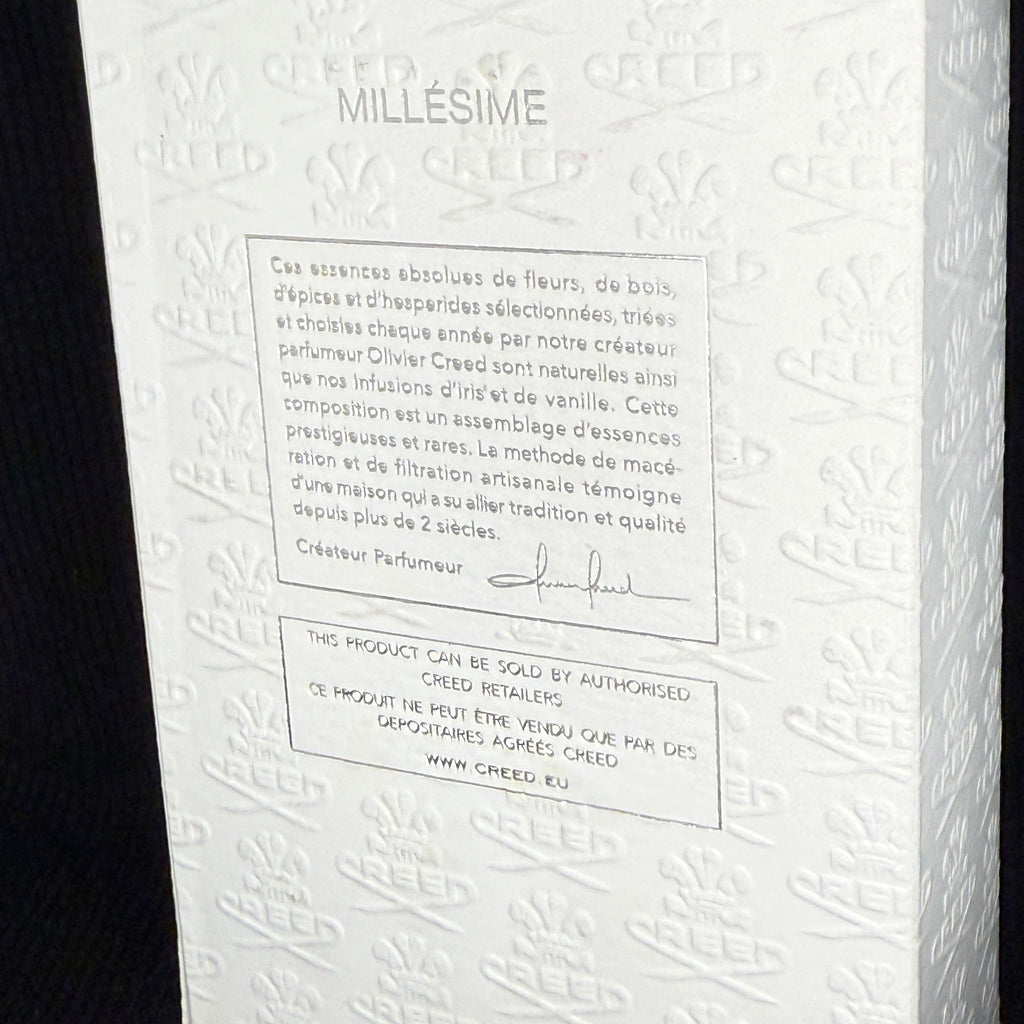 MILLÉSIME
Ces essences absolues de fleurs, de bois,
d'épices et d'hesperides sélectionnées, triées
et choisies chaque année par notre créateur
parfumeur Olivier Creed sont naturelles ainsi
que nos infusions d'iris et de vanille. Cette
composition est un assemblage d'essences
prestigieuses et rares. La methode de macé-
ration et de filtration artisanale témoigne
d'une maison qui a su allier tradition et qualité
depuis plus de 2 siècles.
Créateur Parfumeur
THIS PRODUCT CAN BE SOLD BY AUTHORISED
CREED RETAILERS
CE PRODUIT NE PEUT ÊTRE VENDU QUE PAR DES
DEPOSITAIRES AGRÉÉS CREED
WWW.CREED.EU